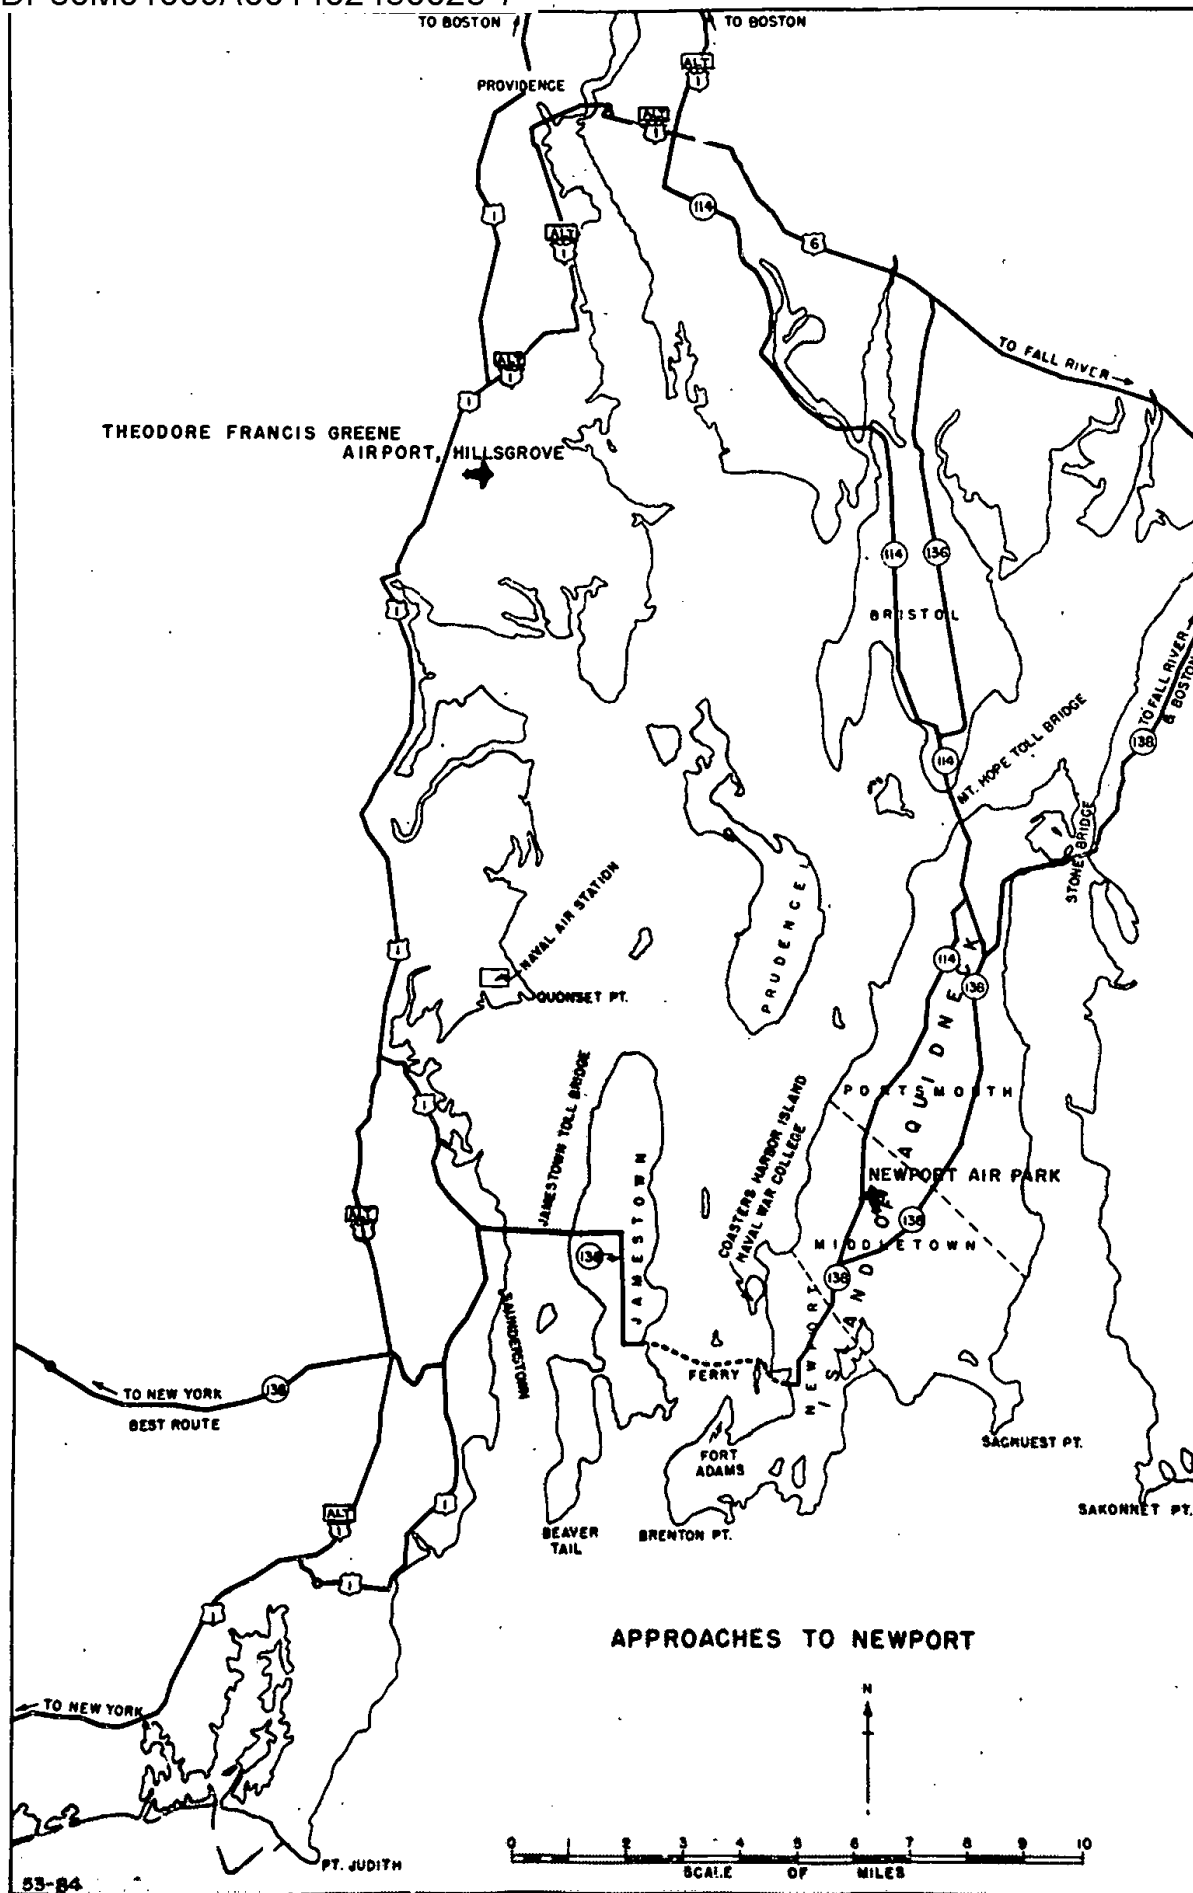 TO BOSTON
TO BOSTON
ALT
1
PROVIDENCE
ALT
1
114
1
ALT
1
6
TO FALL RIVER
ALT
1
1
THEODORE FRANCIS GREENE
AIRPORT, HILLSGROVE
114
136
1
BRISTOL
TO FALL RIVER
& BOSTON
138
114
MT. HOPE TOLL BRIDGE
STONE BRIDGE
PRUDENCE I.
NAVAL AIR STATION
1
QUONSET PT.
114
138
ISLAND OF AQUIDNECK
JAMESTOWN TOLL BRIDGE
COASTERS HARBOR ISLAND
NAVAL WAR COLLEGE
PORTSMOUTH
1
JAMESTOWN
NEWPORT AIR PARK
ALT
138
MIDDLETOWN
138
138
SAUNDERSTOWN
NEWPORT
TO NEW YORK
138
BEST ROUTE
FERRY
FORT
ADAMS
SACHUEST PT.
1
ALT
1
BEAVER
TAIL
BRENTON PT.
SAKONNET PT.
1
1
APPROACHES TO NEWPORT
N
TO NEW YORK
0 1 2 3 4 5 6 7 8 9 10
SCALE OF MILES
PT. JUDITH
53-84